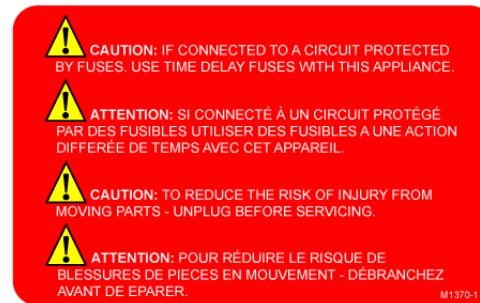 CAUTION: IF CONNECTED TO A CIRCUIT PROTECTED
BY FUSES. USE TIME DELAY FUSES WITH THIS APPLIANCE.
ATTENTION: SI CONNECTÉ À UN CIRCUIT PROTÉGÉ
PAR DES FUSIBLES UTILISER DES FUSIBLES A UNE ACTION
DIFFERÉE DE TEMPS AVEC CET APPAREIL.
CAUTION: TO REDUCE THE RISK OF INJURY FROM
MOVING PARTS - UNPLUG BEFORE SERVICING.
ATTENTION: POUR RÉDUIRE LE RISQUE DE
BLESSURES DE PIECES EN MOUVEMENT - DÉBRANCHEZ
AVANT DE EPARER.
M1370-1